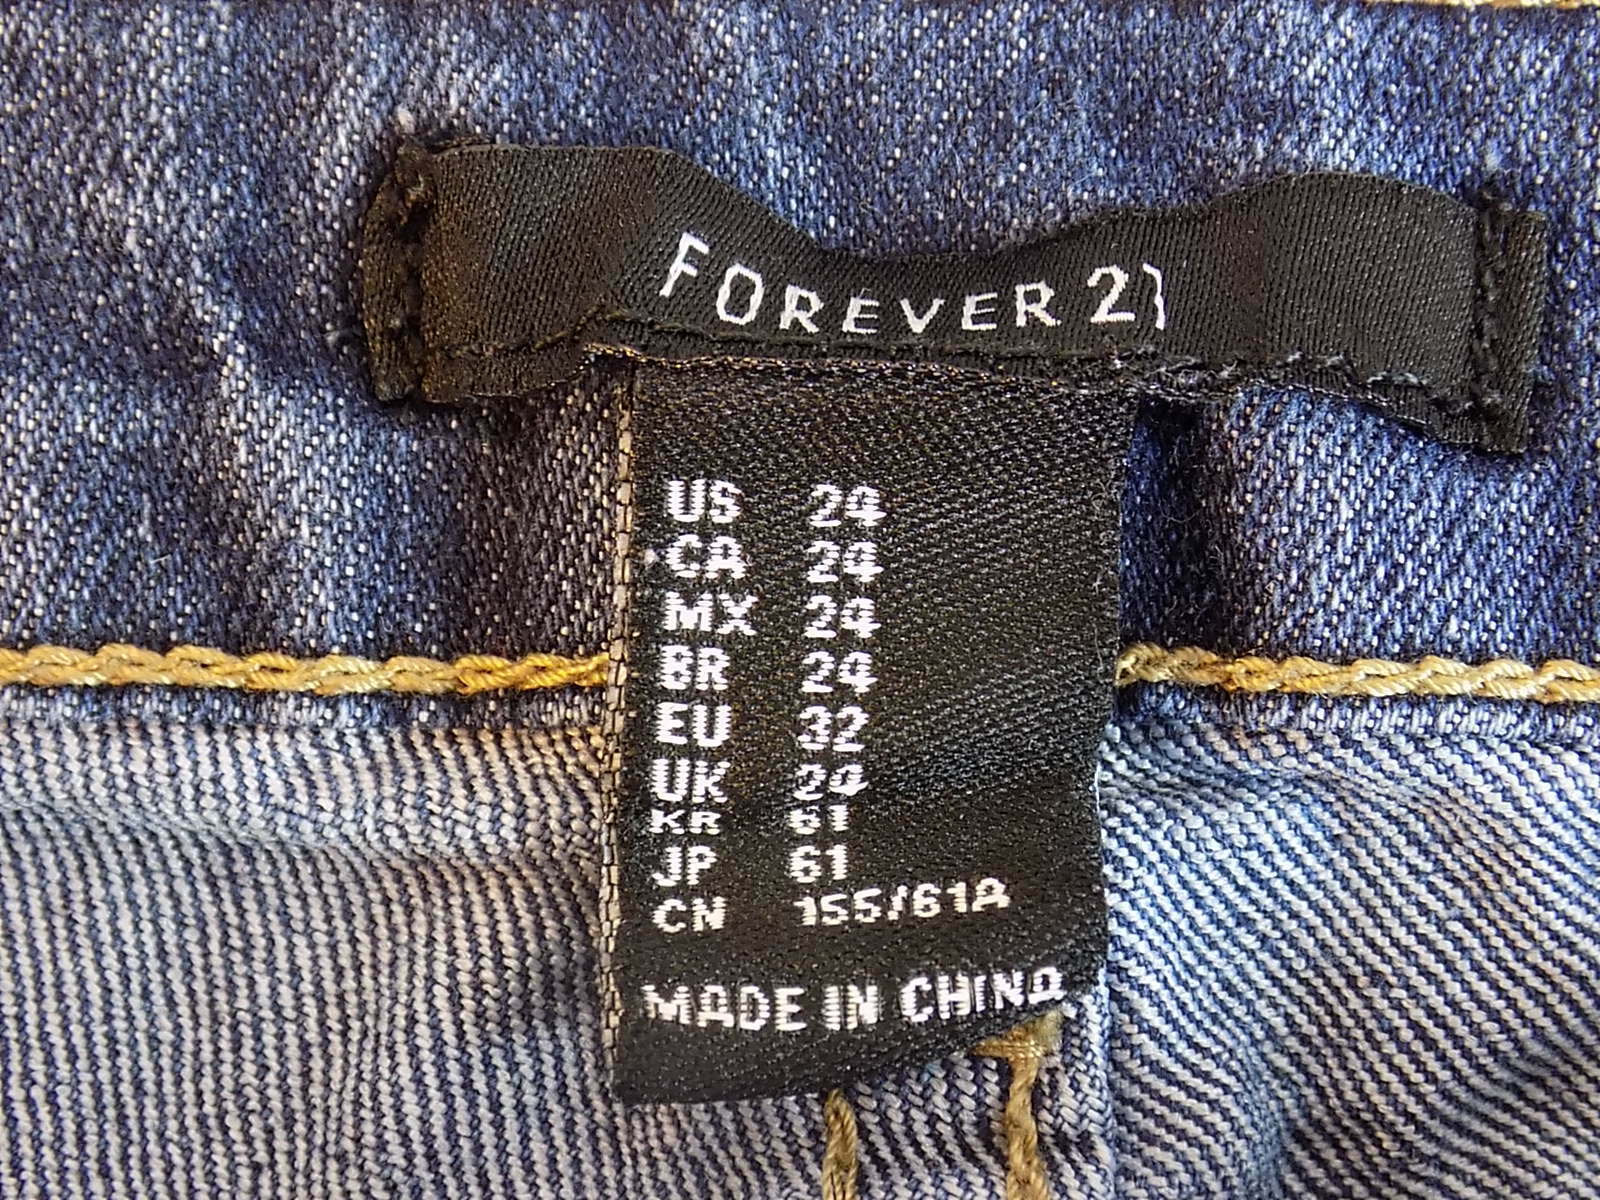 FOREVER 21
US 24
CA 24
MX 24
BR 24
EU 32
UK 24
KR 61
JP 61
CN 155/61A
MADE IN CHINA